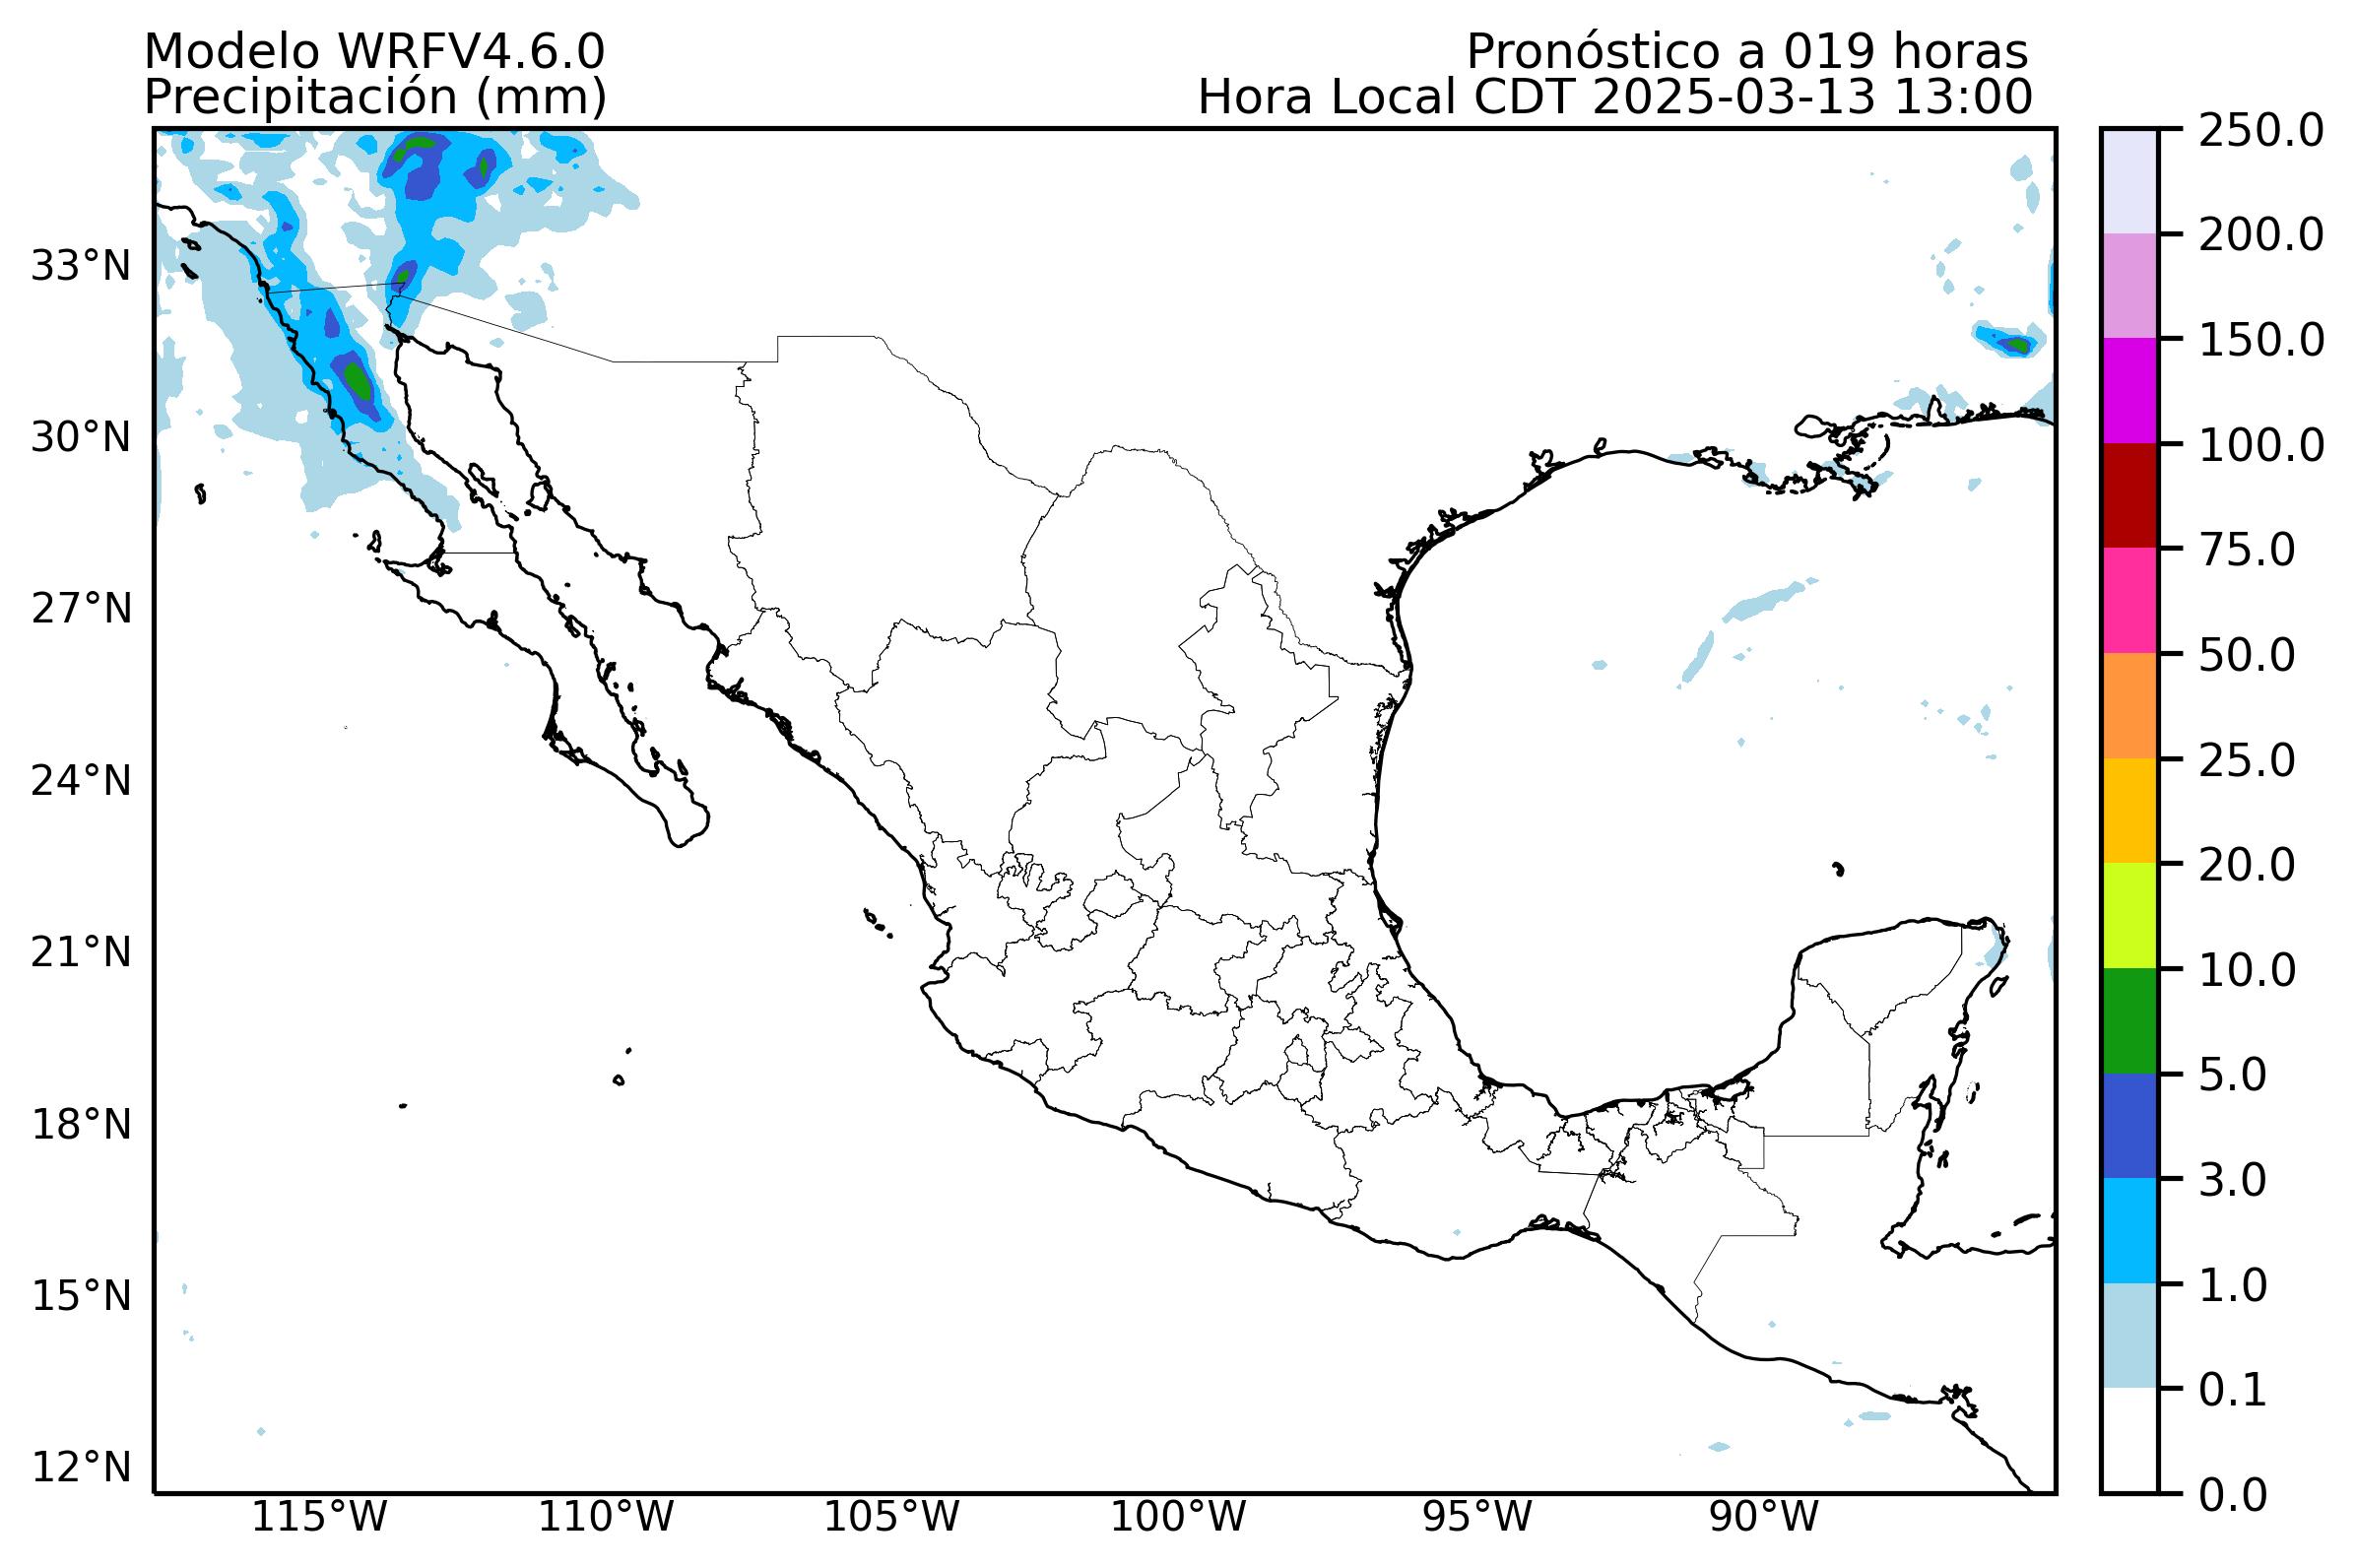 Modelo WRFV4.6.0
Precipitación (mm)
Pronóstico a 019 horas
Hora Local CDT 2025-03-13 13:00
33°N
30°N
27°N
24°N
21°N
18°N
15°N
12°N
115°W
110°W
105°W
100°W
95°W
90°W
250.0
200.0
150.0
100.0
75.0
50.0
25.0
20.0
10.0
5.0
3.0
1.0
0.1
0.0